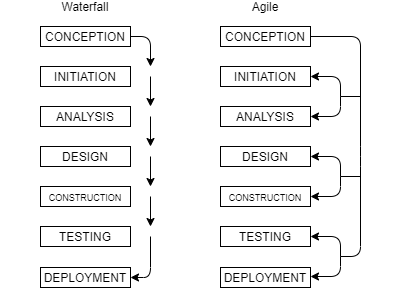 Waterfall
CONCEPTION
INITIATION
ANALYSIS
DESIGN
CONSTRUCTION
TESTING
DEPLOYMENT
Agile
CONCEPTION
INITIATION
ANALYSIS
DESIGN
CONSTRUCTION
TESTING
DEPLOYMENT